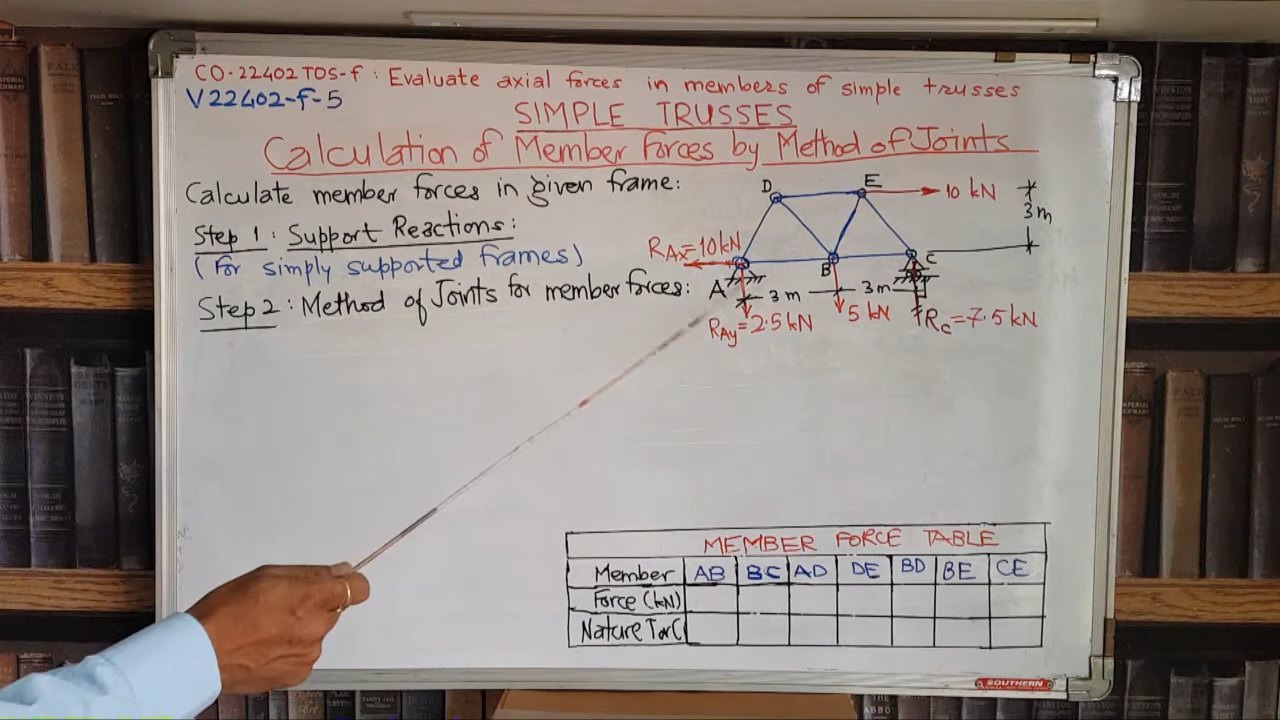 CO-22402 TOS-f : Evaluate axial forces in members of simple trusses
V22402-f-5
SIMPLE TRUSSES
Calculation of Member Forces by Method of Joints
Calculate member forces in given frame:
Step 1 : Support Reactions :
(For simply supported frames)
Step 2 : Method of Joints for member forces:
D
E
10 kN
3 m
RAx=10kN
A
B
C
3 m
3 m
RAy=2.5 kN
5 kN
Rc=7.5 kN
MEMBER FORCE TABLE
Member AB BC AD DE BD BE CE
Force (kN)
Nature T or C
SOUTHERN
WINSTON
VOL.III